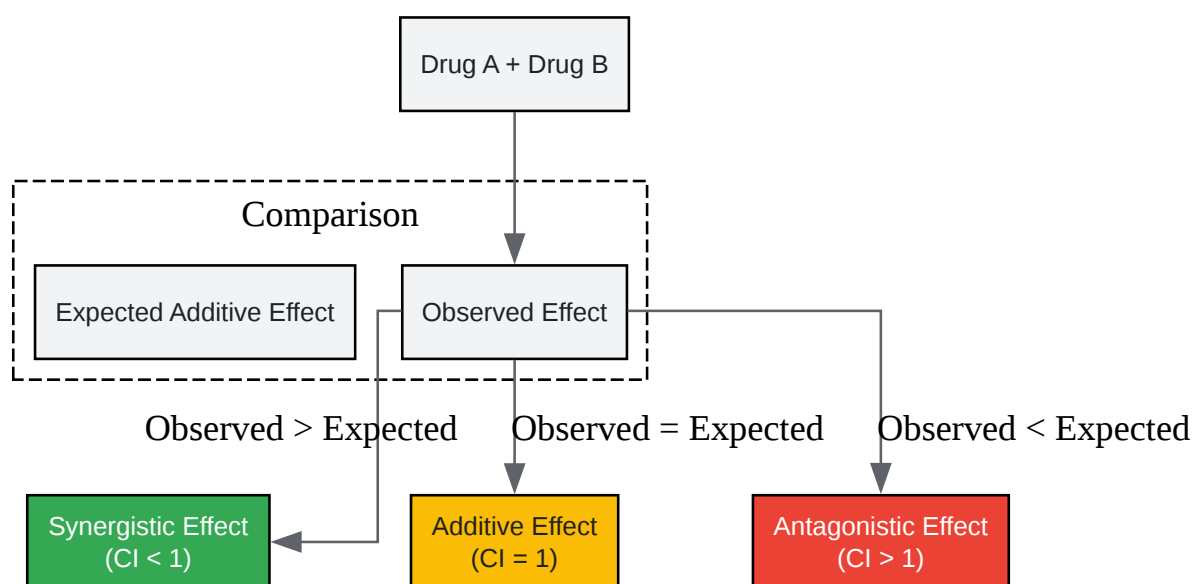 Drug A + Drug B
Comparison
Expected Additive Effect
Observed Effect
Observed > Expected
Observed = Expected
Observed < Expected
Synergistic Effect
(CI < 1)
Additive Effect
(CI = 1)
Antagonistic Effect
(CI > 1)